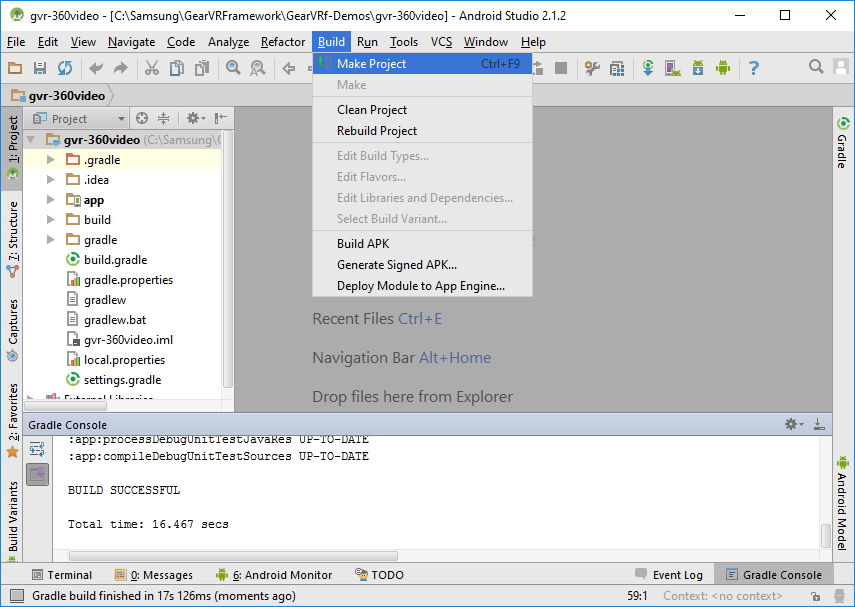 gvr-360video - [C:\Samsung\GearVRFramework\GearVRf-Demos\gvr-360video] - Android Studio 2.1.2
File Edit View Navigate Code Analyze Refactor Build Run Tools VCS Window Help
gvr-360video
Project
gvr-360video (C:\Samsung\
.gradle
.idea
app
build
gradle
build.gradle
gradle.properties
gradlew
gradlew.bat
gvr-360video.iml
local.properties
settings.gradle
External Libraries
1: Project
7: Structure
Captures
2: Favorites
Build Variants
Make Project Ctrl+F9
Make
Clean Project
Rebuild Project
Edit Build Types...
Edit Flavors...
Edit Libraries and Dependencies...
Select Build Variant...
Build APK
Generate Signed APK...
Deploy Module to App Engine...
Recent Files Ctrl+E
Navigation Bar Alt+Home
Drop files here from Explorer
Gradle
Android Model
Gradle Console
:app:processDebugUnitTestJavaRes UP-TO-DATE
:app:compileDebugUnitTestSources UP-TO-DATE
BUILD SUCCESSFUL
Total time: 16.467 secs
Terminal 0: Messages 6: Android Monitor TODO Event Log Gradle Console
Gradle build finished in 17s 126ms (moments ago) 59:1 Context: <no context>